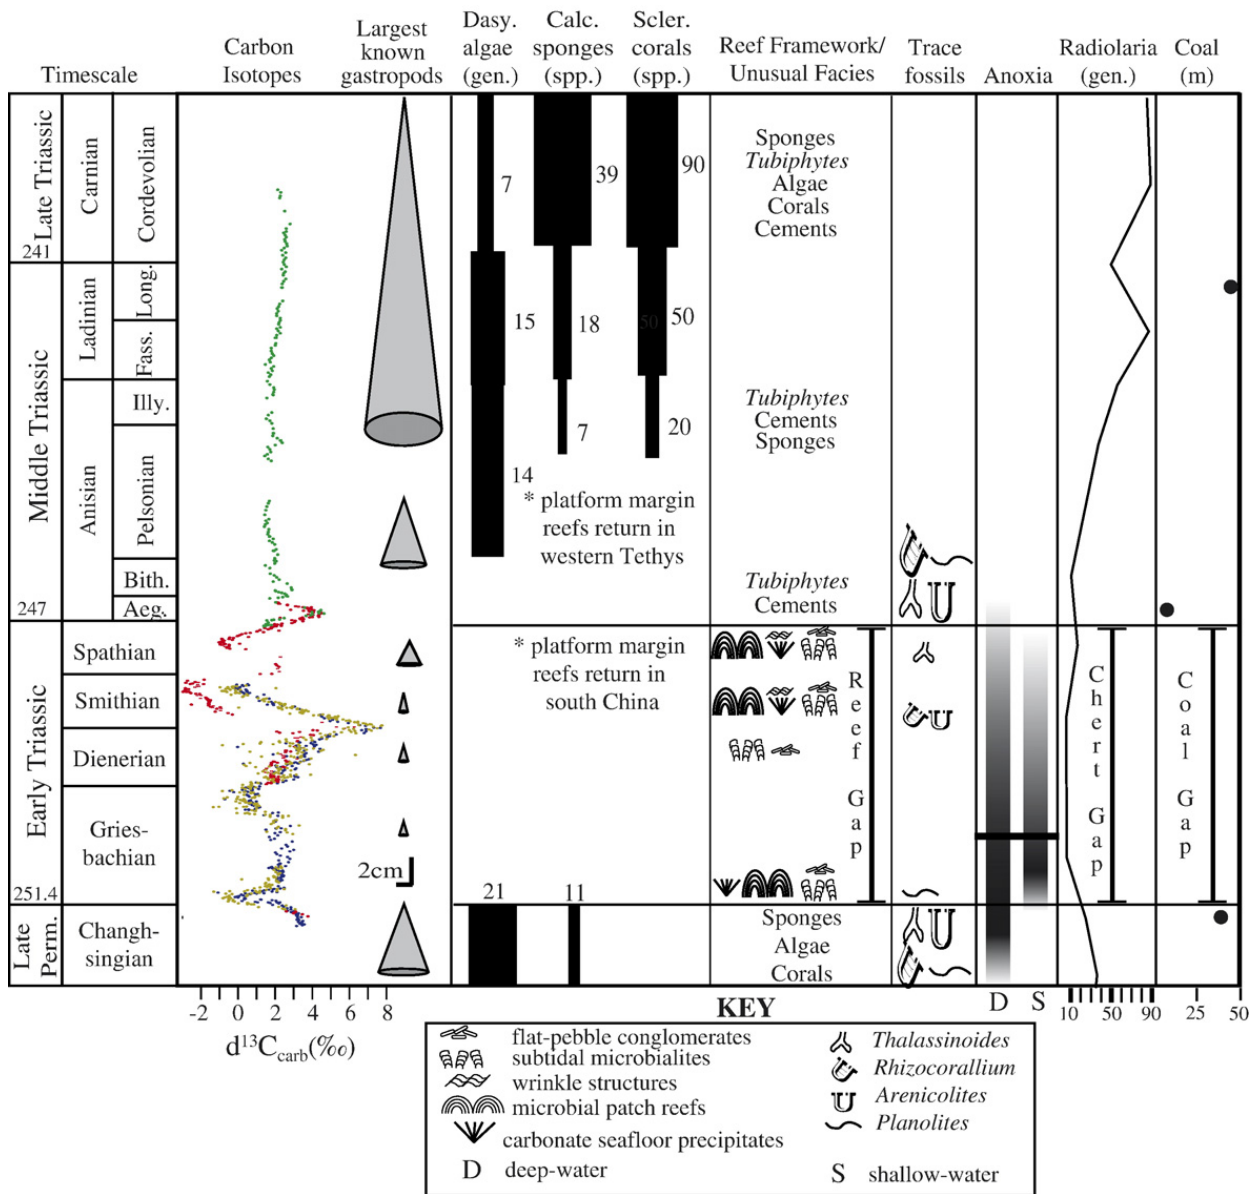 Timescale
Carbon
Isotopes
Largest
known
gastropods
Dasy.
algae
(gen.)
Calc.
sponges
(spp.)
Scler.
corals
(spp.)
Reef Framework/
Unusual Facies
Trace
fossils
Anoxia
Radiolaria
(gen.)
Coal
(m)
Late Triassic
241
Carnian
Cordevolian
Middle Triassic
247
Ladinian
Long.
Fass.
Anisian
Illy.
Pelsonian
Bith.
Aeg.
Early Triassic
251.4
Spathian
Smithian
Dienerian
Gries-
bachian
Late
Perm.
Changh-
singian
2cm
7
39
90
15
18
50
50
14
7
20
* platform margin
reefs return in
western Tethys
* platform margin
reefs return in
south China
21
11
Sponges
Tubiphytes
Algae
Corals
Cements
Tubiphytes
Cements
Sponges
Tubiphytes
Cements
Sponges
Algae
Corals
Reef Gap
Chert Gap
Coal Gap
-2 0 2 4 6 8
d¹³Ccarb(‰)
D S
10 50 90
25 50
KEY
flat-pebble conglomerates
subtidal microbialites
wrinkle structures
microbial patch reefs
carbonate seafloor precipitates
D deep-water
Thalassinoides
Rhizocorallium
Arenicolites
Planolites
S shallow-water